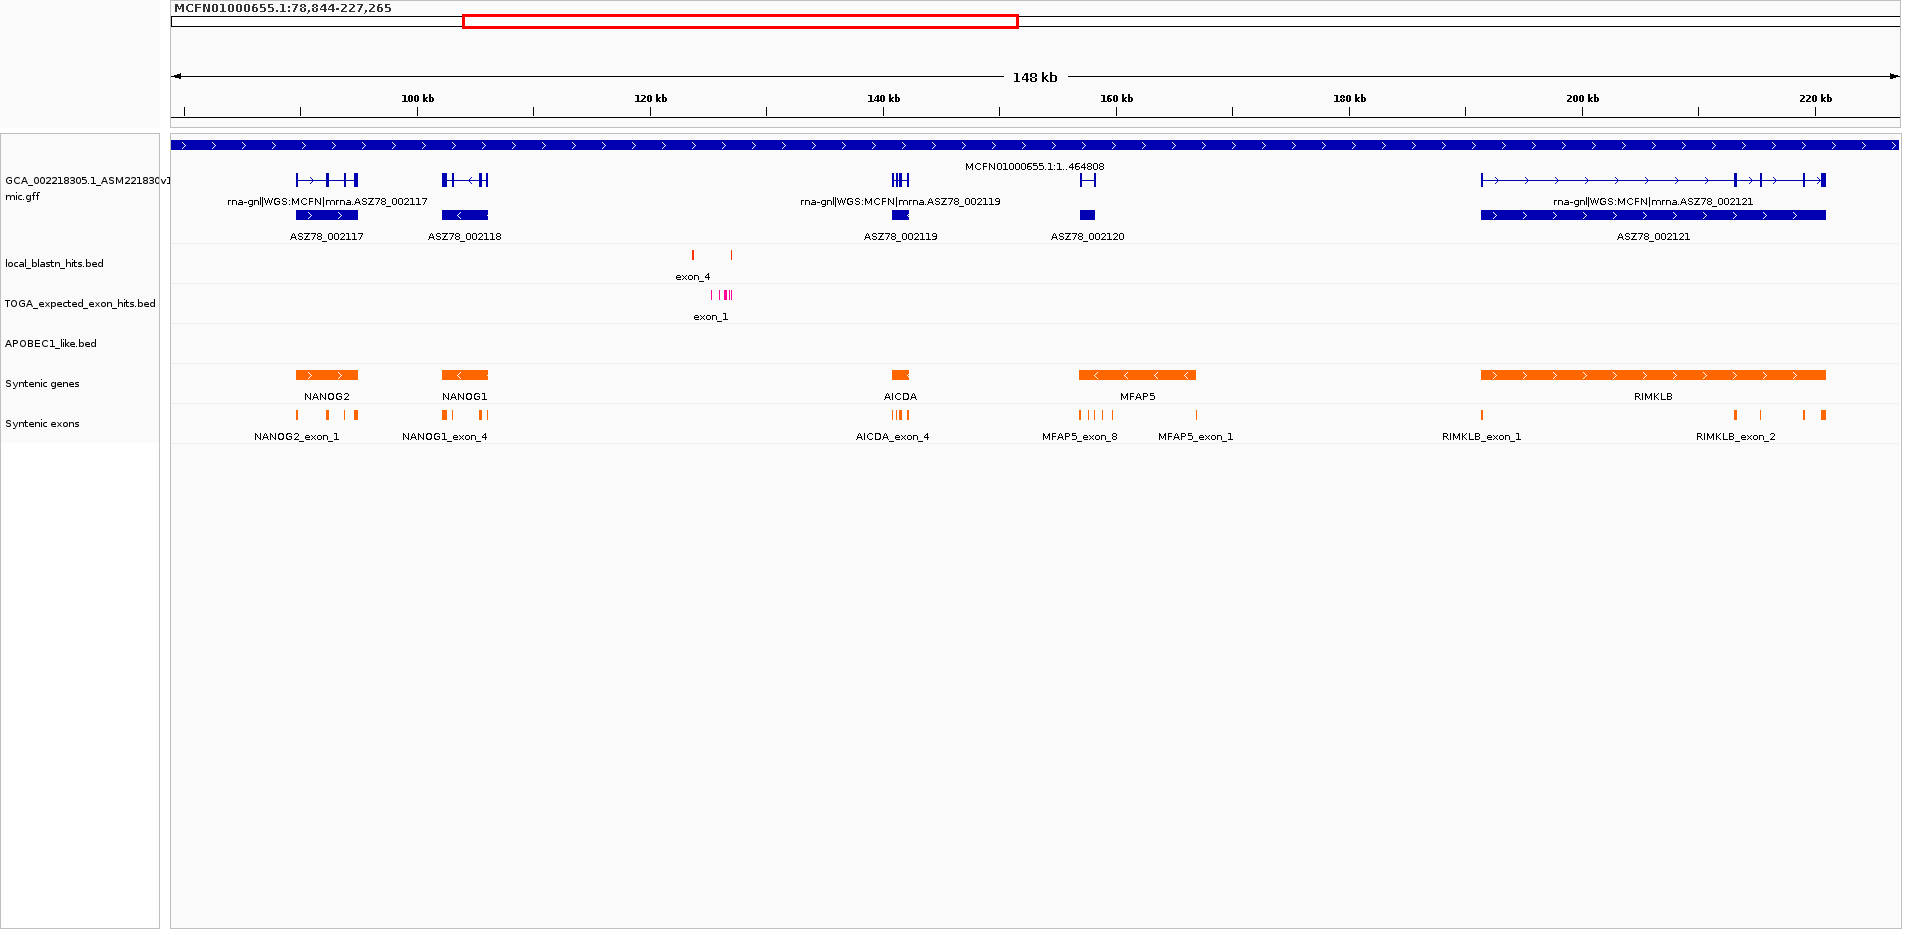 MCFN01000655.1:78,844-227,265
148 kb
100 kb 120 kb 140 kb 160 kb 180 kb 200 kb 220 kb
MCFN01000655.1:1..464808
GCA_002218305.1_ASM221830v1
mic.gff
rna-gnl|WGS:MCFN|mrna.ASZ78_002117 rna-gnl|WGS:MCFN|mrna.ASZ78_002119 rna-gnl|WGS:MCFN|mrna.ASZ78_002121
ASZ78_002117 ASZ78_002118 ASZ78_002119 ASZ78_002120 ASZ78_002121
local_blastn_hits.bed
exon_4
TOGA_expected_exon_hits.bed
exon_1
APOBEC1_like.bed
Syntenic genes
NANOG2 NANOG1 AICDA MFAP5 RIMKLB
Syntenic exons
NANOG2_exon_1 NANOG1_exon_4 AICDA_exon_4 MFAP5_exon_8 MFAP5_exon_1 RIMKLB_exon_1 RIMKLB_exon_2